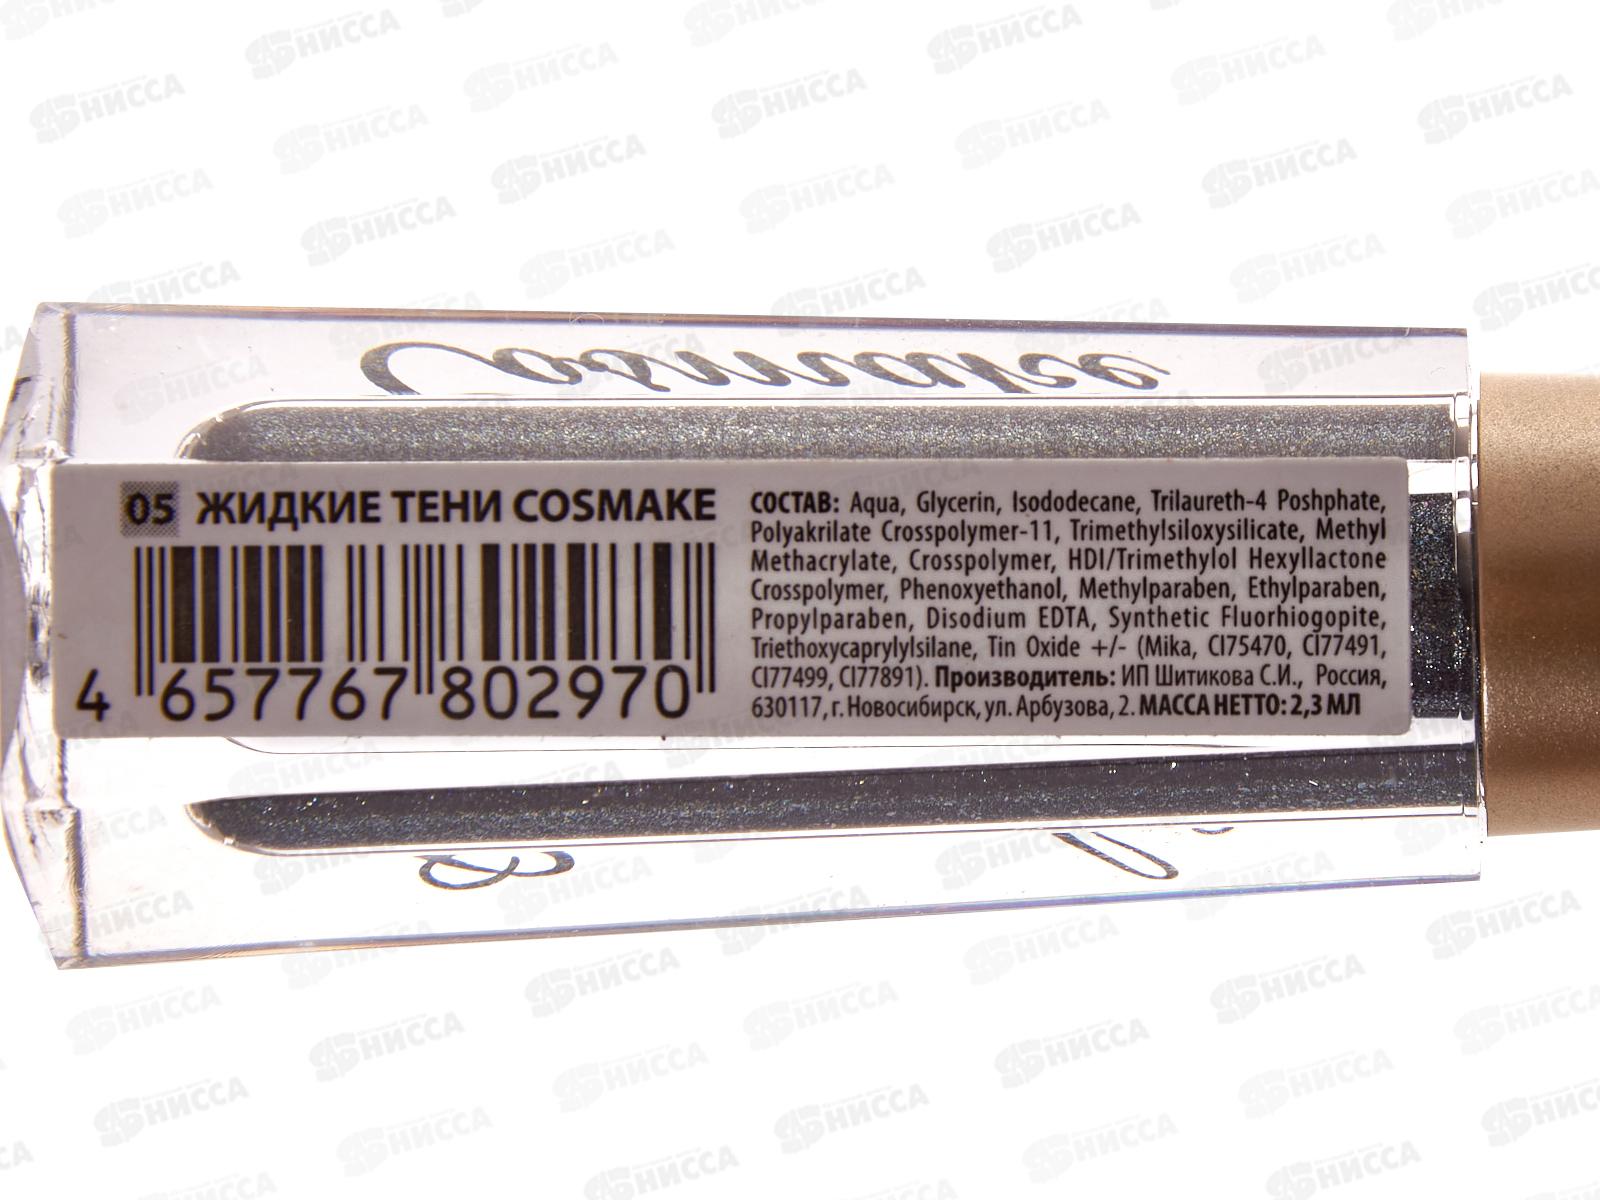 Cosmake
05 ЖИДКИЕ ТЕНИ COSMAKE
4 657767 802970
СОСТАВ: Aqua, Glycerin, Isododecane, Trilaureth-4 Poshphate,
Polyakrilate Crosspolymer-11, Trimethylsiloxysilicate, Methyl
Methacrylate, Crosspolymer, HDI/Trimethylol Hexyllactone
Crosspolymer, Phenoxyethanol, Methylparaben, Ethylparaben,
Propylparaben, Disodium EDTA, Synthetic Fluorhiogopite,
Triethoxycaprylylsilane, Tin Oxide +/- (Mika, CI75470, CI77491,
CI77499, CI77891). Производитель: ИП Шитикова С.И., Россия,
630117, г. Новосибирск, ул. Арбузова, 2. МАССА НЕТТО: 2,3 МЛ
НИССА